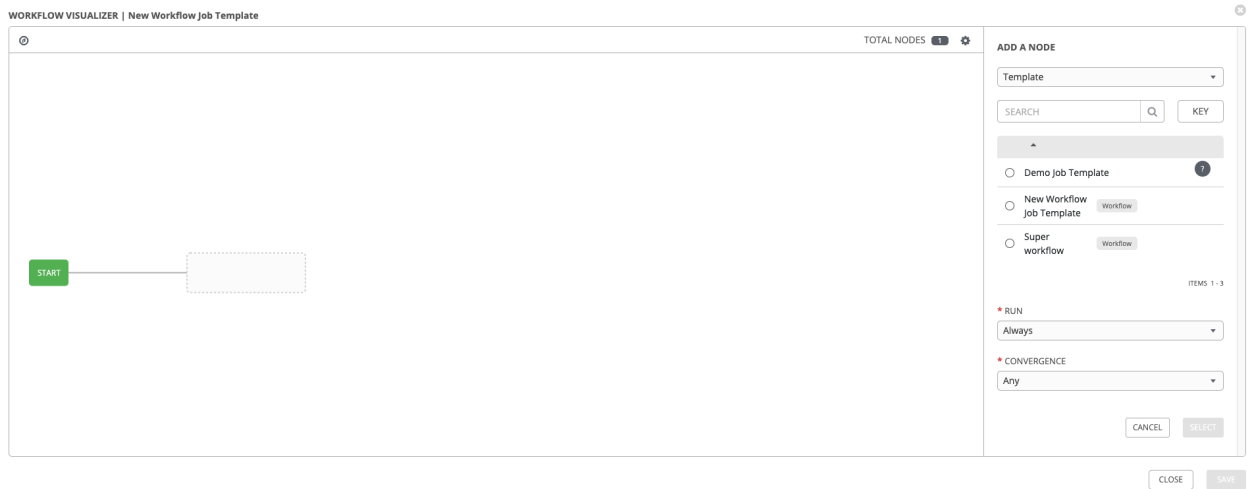 WORKFLOW VISUALIZER | New Workflow Job Template
TOTAL NODES 1
START
ADD A NODE
Template
SEARCH
KEY
Demo Job Template
?
New Workflow
Job Template
Workflow
Super
workflow
Workflow
ITEMS 1 - 3
* RUN
Always
* CONVERGENCE
Any
CANCEL SELECT
CLOSE SAVE